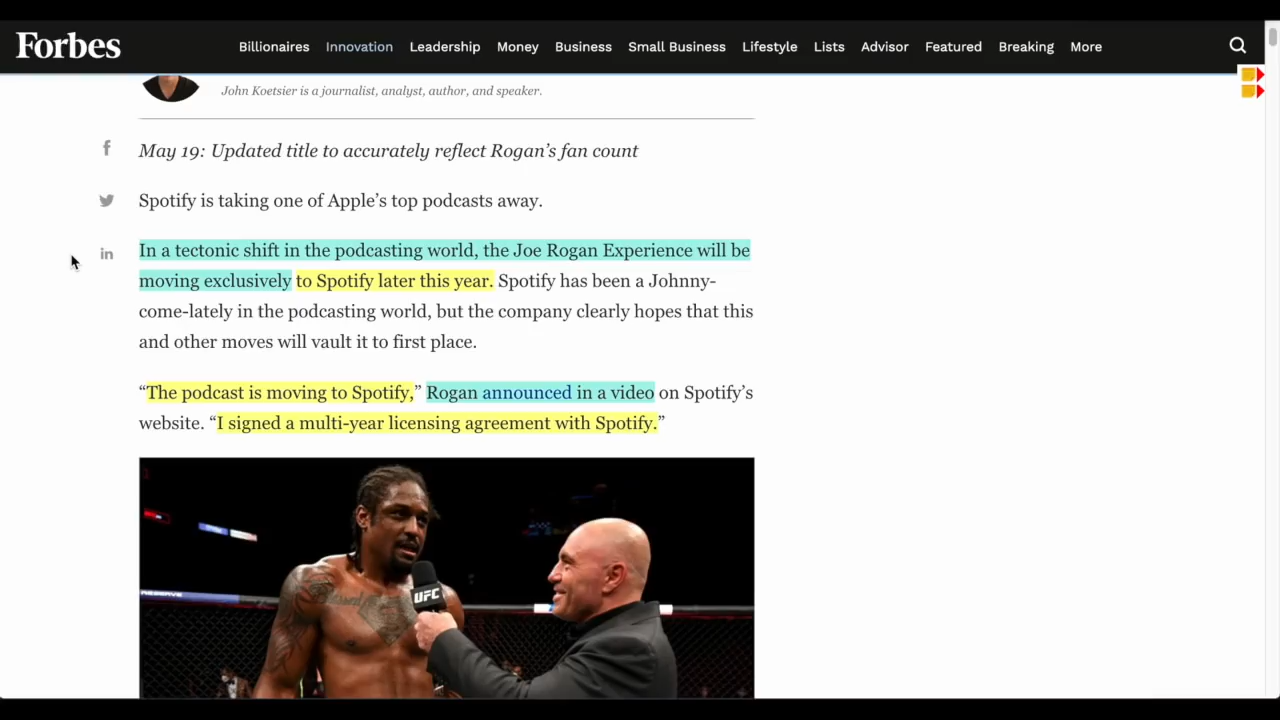 Forbes
Billionaires Innovation Leadership Money Business Small Business Lifestyle Lists Advisor Featured Breaking More
John Koetsier is a journalist, analyst, author, and speaker.
May 19: Updated title to accurately reflect Rogan’s fan count
Spotify is taking one of Apple’s top podcasts away.
In a tectonic shift in the podcasting world, the Joe Rogan Experience will be
moving exclusively to Spotify later this year. Spotify has been a Johnny-
come-lately in the podcasting world, but the company clearly hopes that this
and other moves will vault it to first place.
“The podcast is moving to Spotify,” Rogan announced in a video on Spotify’s
website. “I signed a multi-year licensing agreement with Spotify.”
UFC